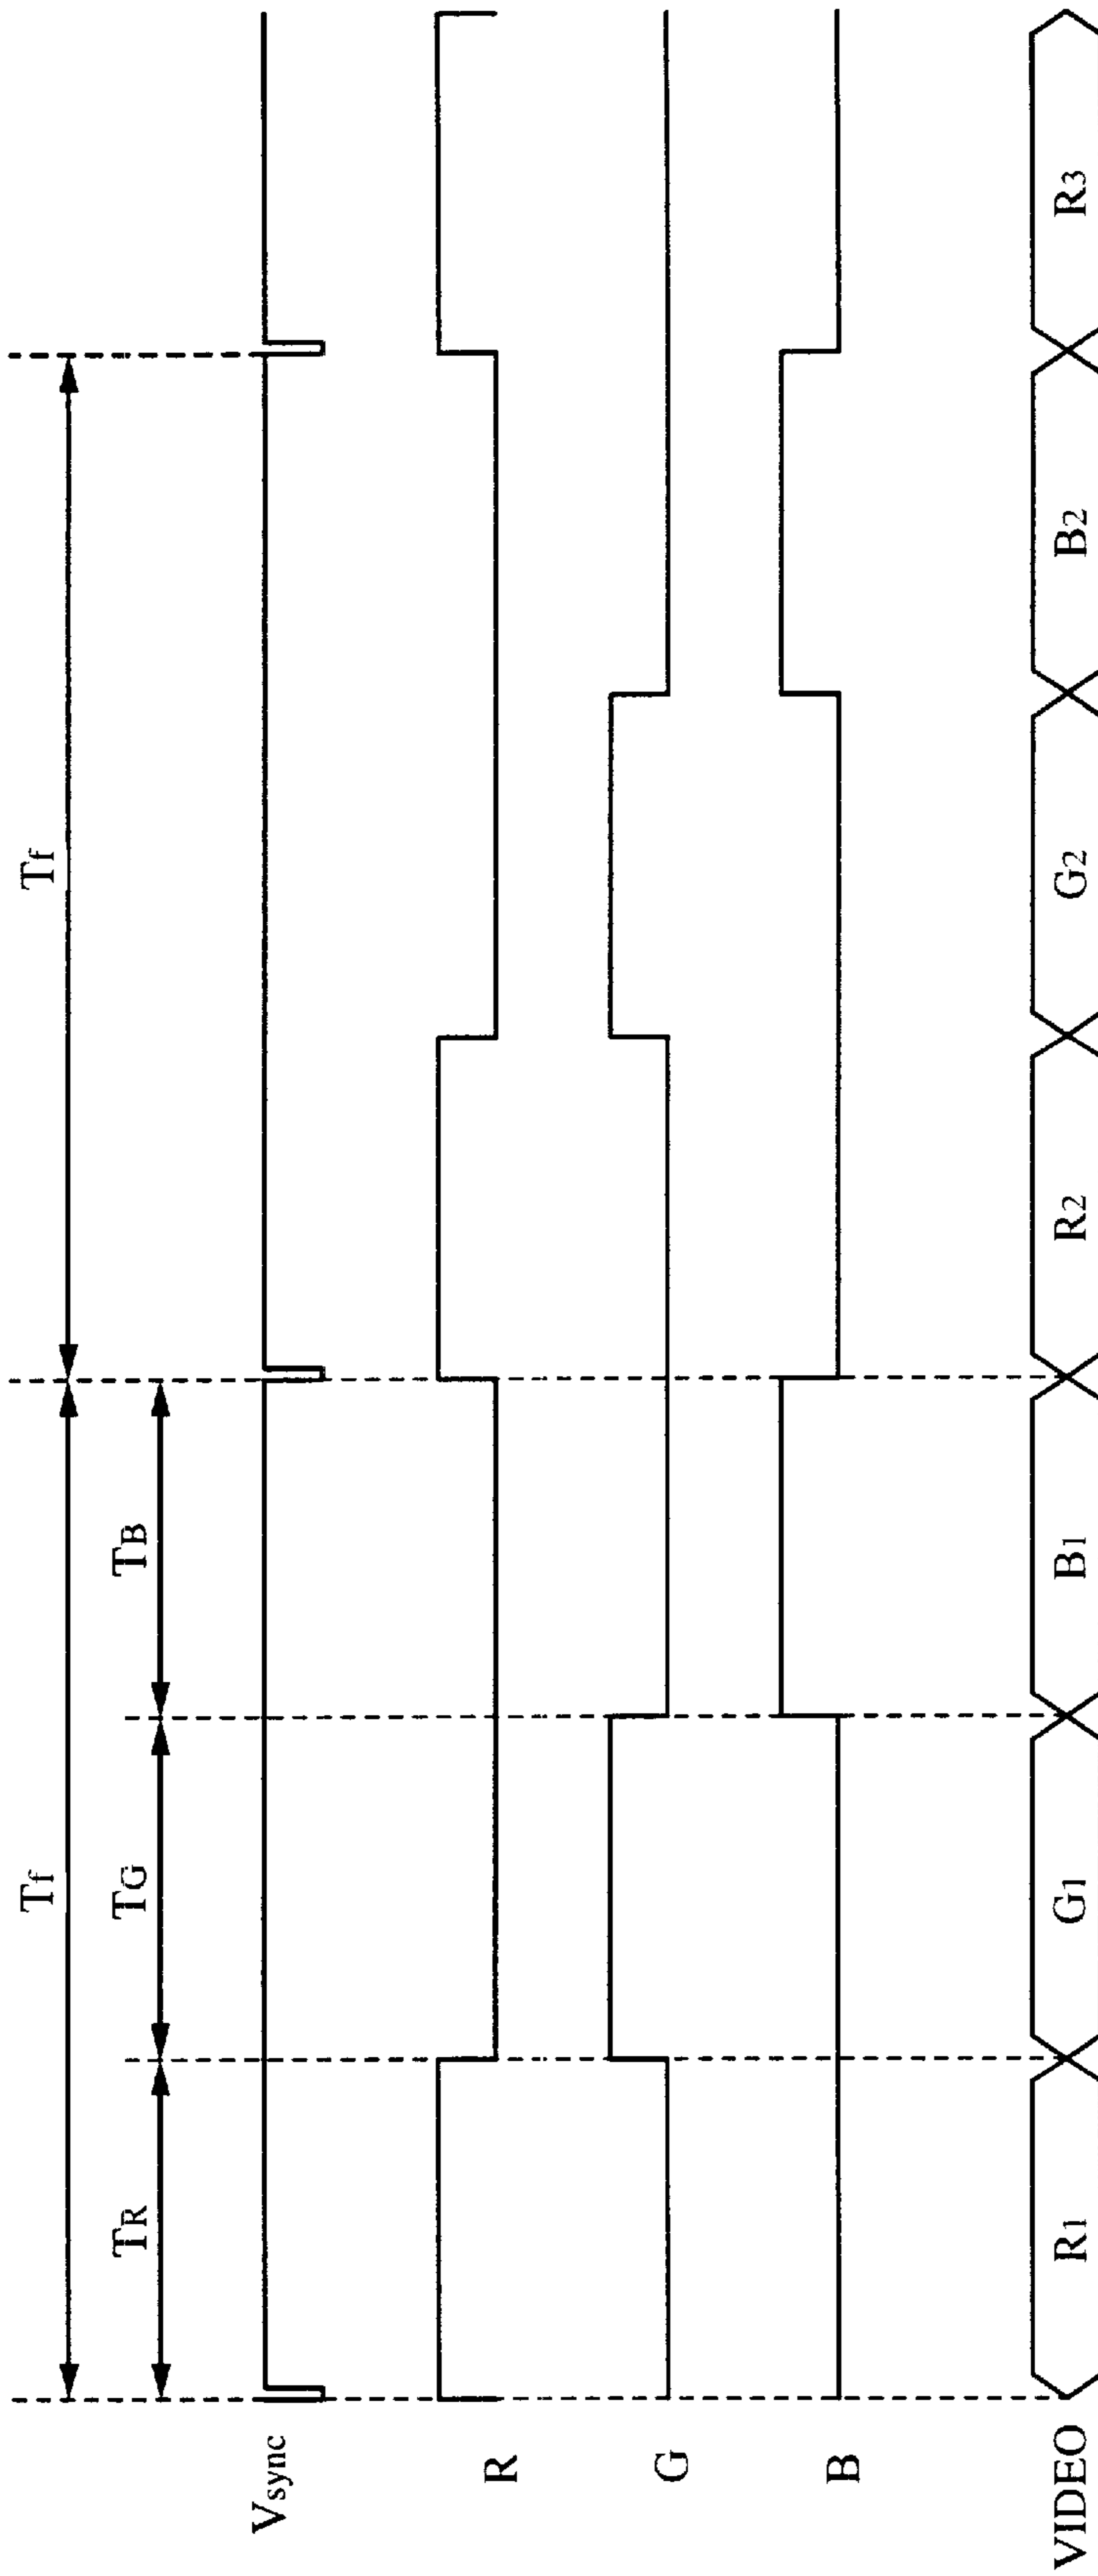 Tf Tf
TR TG TB
Vsync
R
G
B
VIDEO R1 G1 B1 R2 G2 B2 R3